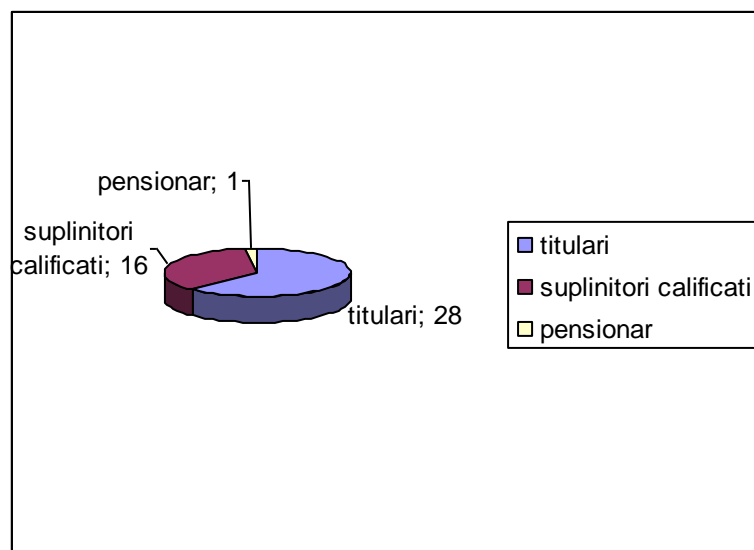 pensionar; 1
suplinitori
calificati; 16
titulari; 28
titulari
suplinitori calificati
pensionar